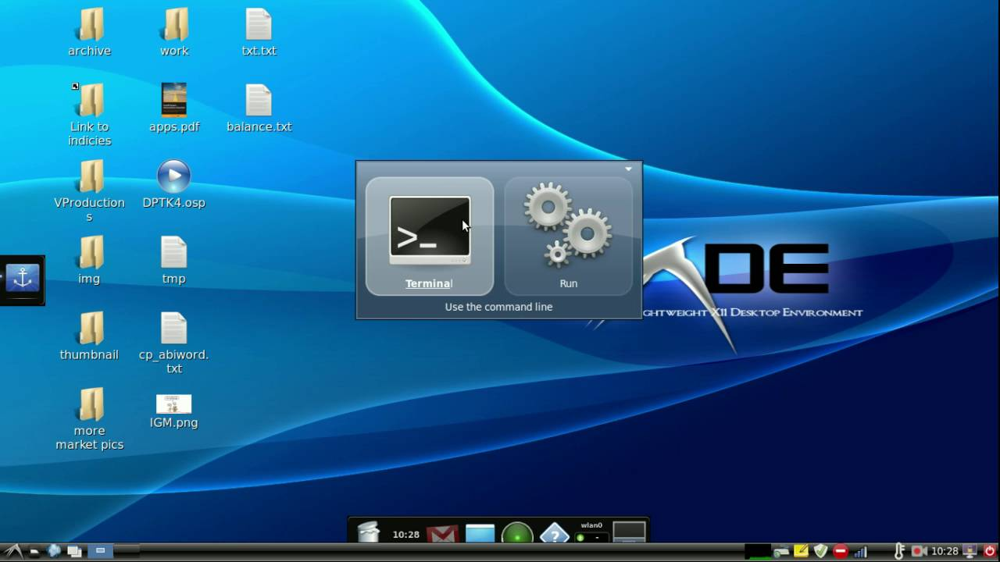 archive
work
txt.txt
Link to
indicies
apps.pdf
balance.txt
VProduction
s
DPTK4.osp
img
tmp
thumbnail
cp_abiword.
txt
more
market pics
IGM.png
>_
Terminal
Run
Use the command line
DE
GHTWEIGHT X11 DESKTOP ENVIRONMENT
10:28
?
wlan0
-
10:28